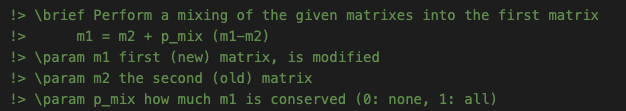 !> \brief Perform a mixing of the given matrixes into the first matrix
!>      m1 = m2 + p_mix (m1-m2)
!> \param m1 first (new) matrix, is modified
!> \param m2 the second (old) matrix
!> \param p_mix how much m1 is conserved (0: none, 1: all)